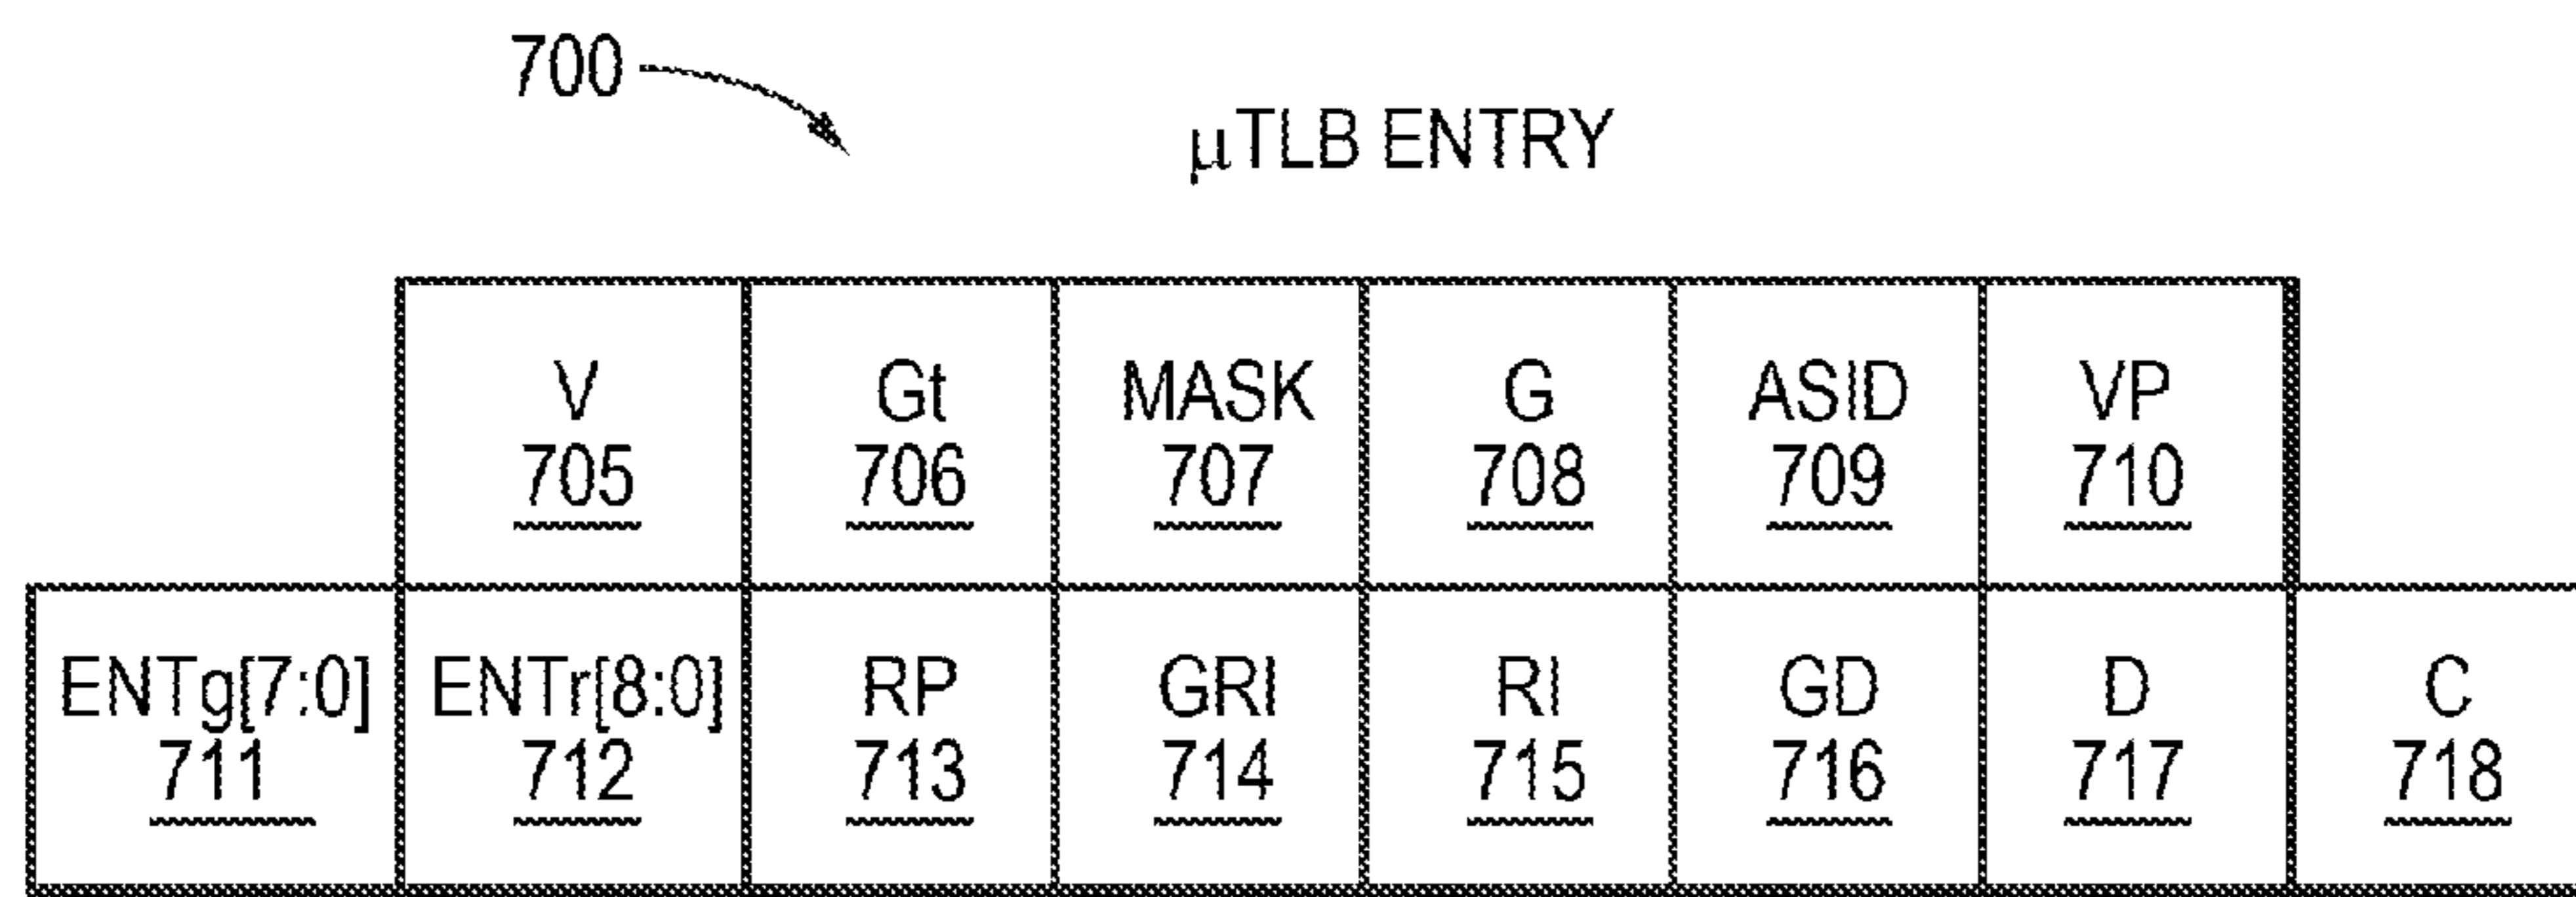 700
μTLB ENTRY
V Gt MASK G ASID VP
705 706 707 708 709 710
ENTg[7:0] ENTr[8:0] RP GRI RI GD D C
711 712 713 714 715 716 717 718